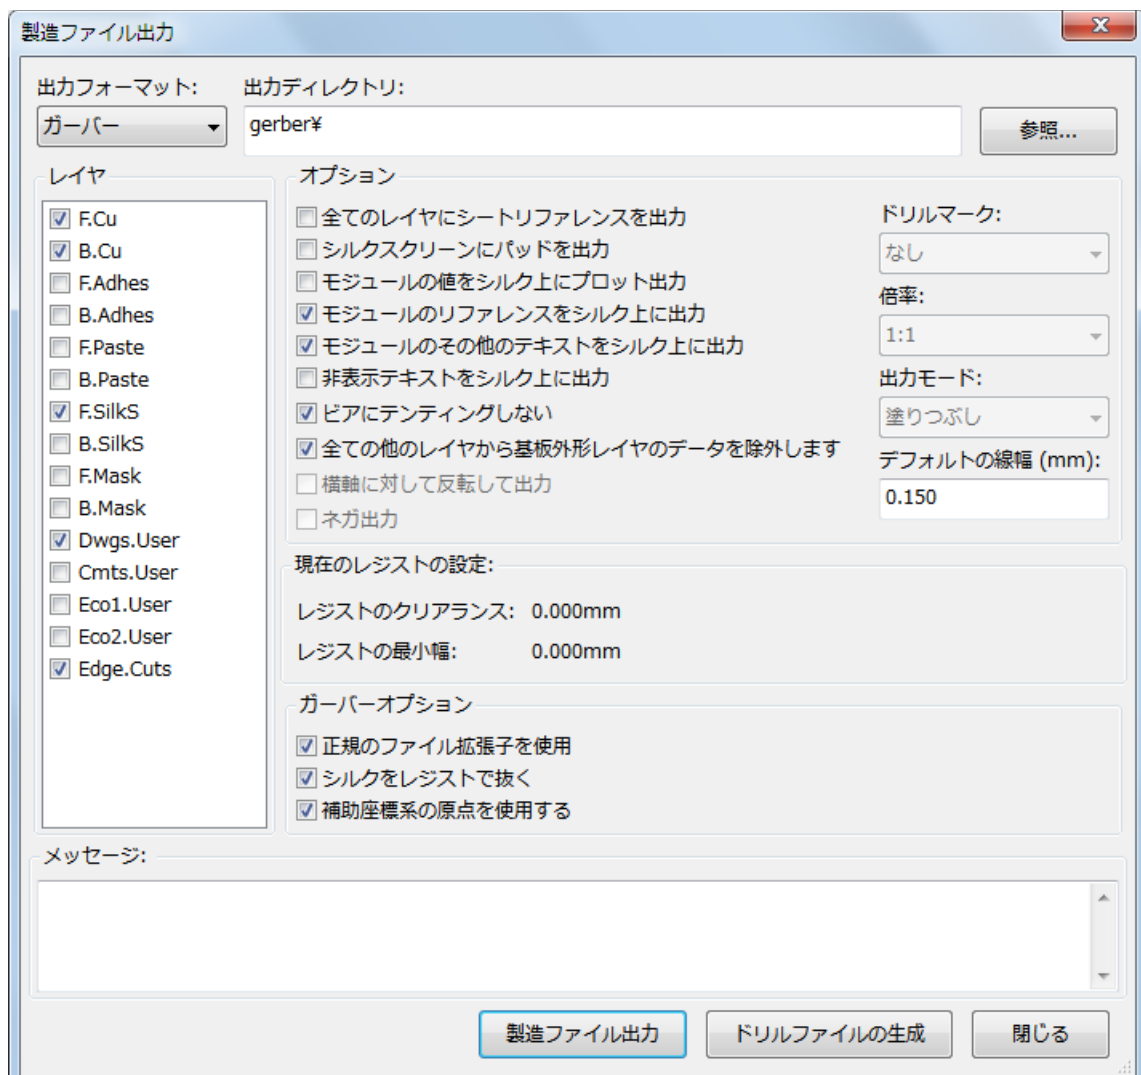 製造ファイル出力
出力フォーマット:
出力ディレクトリ:
ガーバー
gerber¥
参照...
レイヤ
F.Cu
B.Cu
F.Adhes
B.Adhes
F.Paste
B.Paste
F.SilkS
B.SilkS
F.Mask
B.Mask
Dwgs.User
Cmts.User
Eco1.User
Eco2.User
Edge.Cuts
オプション
全てのレイヤにシートリファレンスを出力
シルクスクリーンにパッドを出力
モジュールの値をシルク上にプロット出力
モジュールのリファレンスをシルク上に出力
モジュールのその他のテキストをシルク上に出力
非表示テキストをシルク上に出力
ビアにテンティングしない
全ての他のレイヤから基板外形レイヤのデータを除外します
横軸に対して反転して出力
ネガ出力
ドリルマーク:
なし
倍率:
1:1
出力モード:
塗りつぶし
デフォルトの線幅 (mm):
0.150
現在のレジストの設定:
レジストのクリアランス: 0.000mm
レジストの最小幅: 0.000mm
ガーバーオプション
正規のファイル拡張子を使用
シルクをレジストで抜く
補助座標系の原点を使用する
メッセージ:
製造ファイル出力
ドリルファイルの生成
閉じる